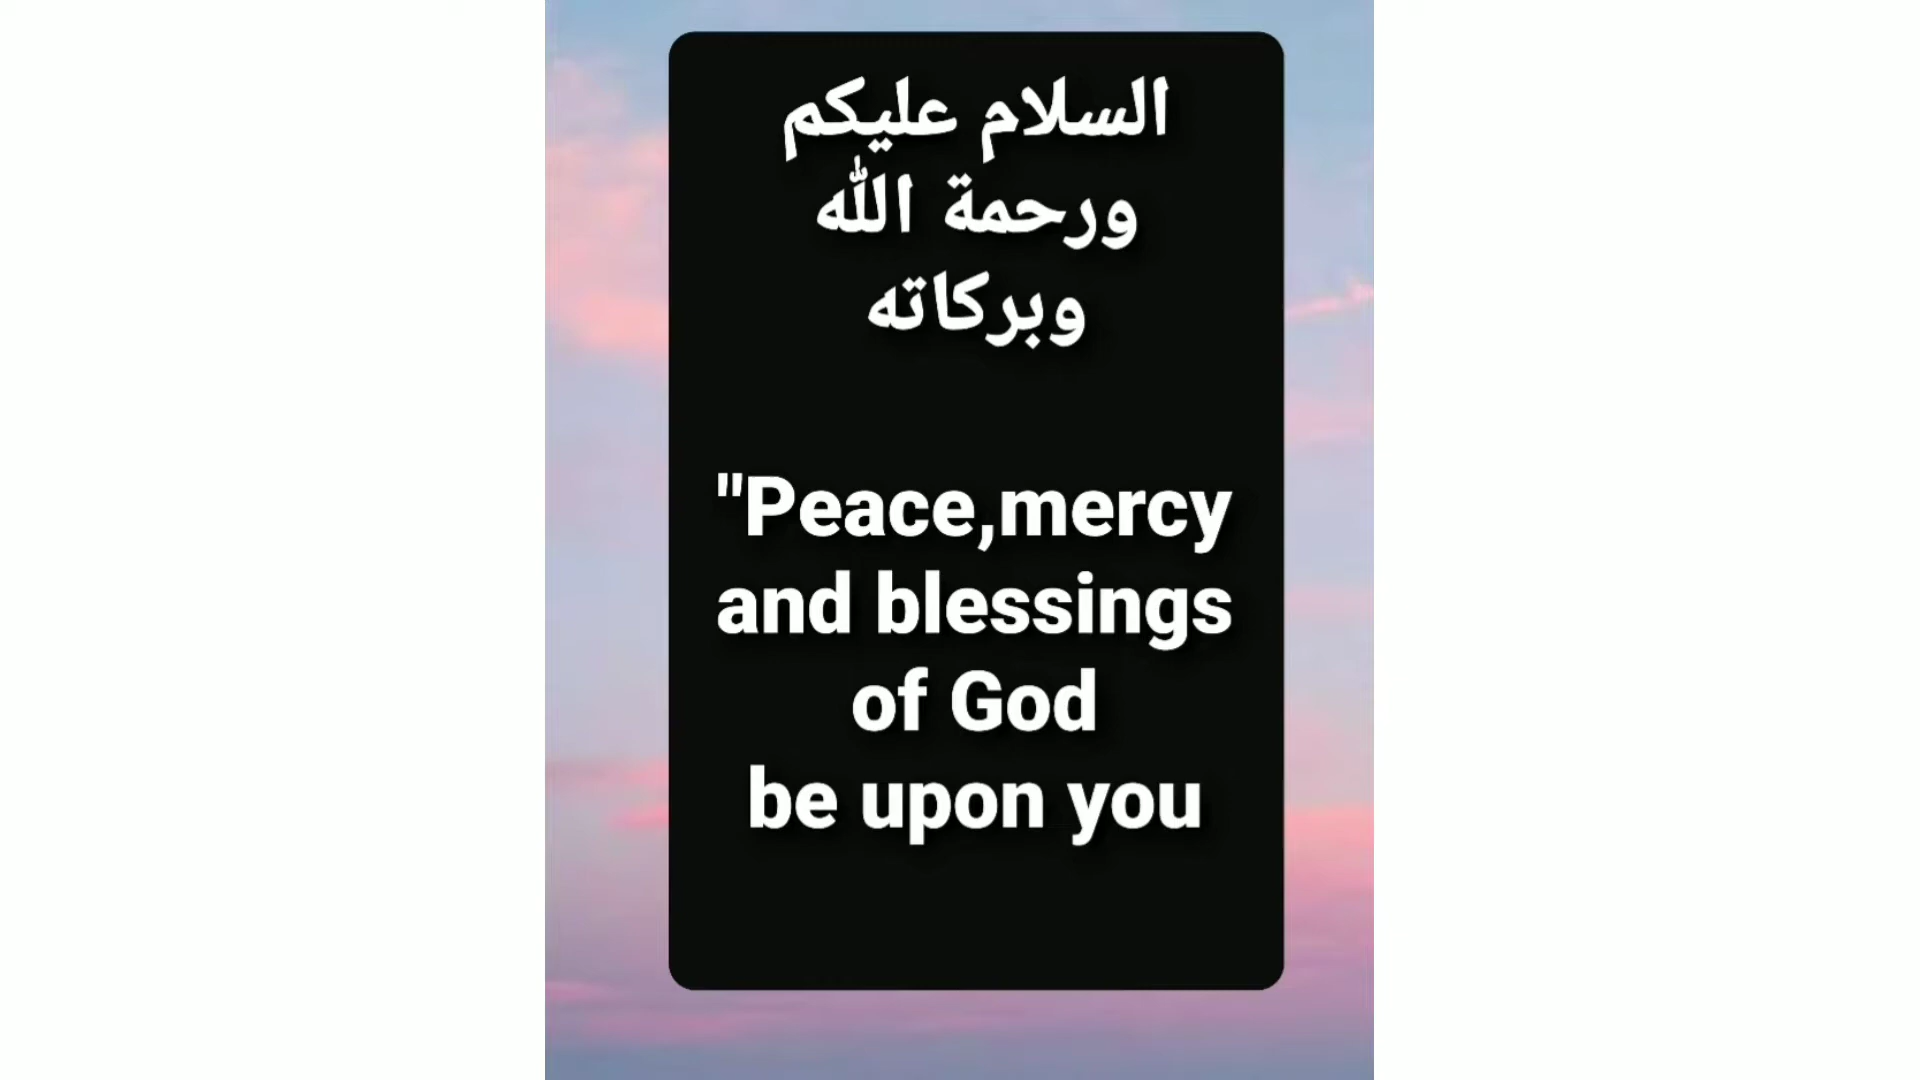 السلام عليكم
ورحمة الله
وبركاته
"Peace,mercy
and blessings
of God
be upon you